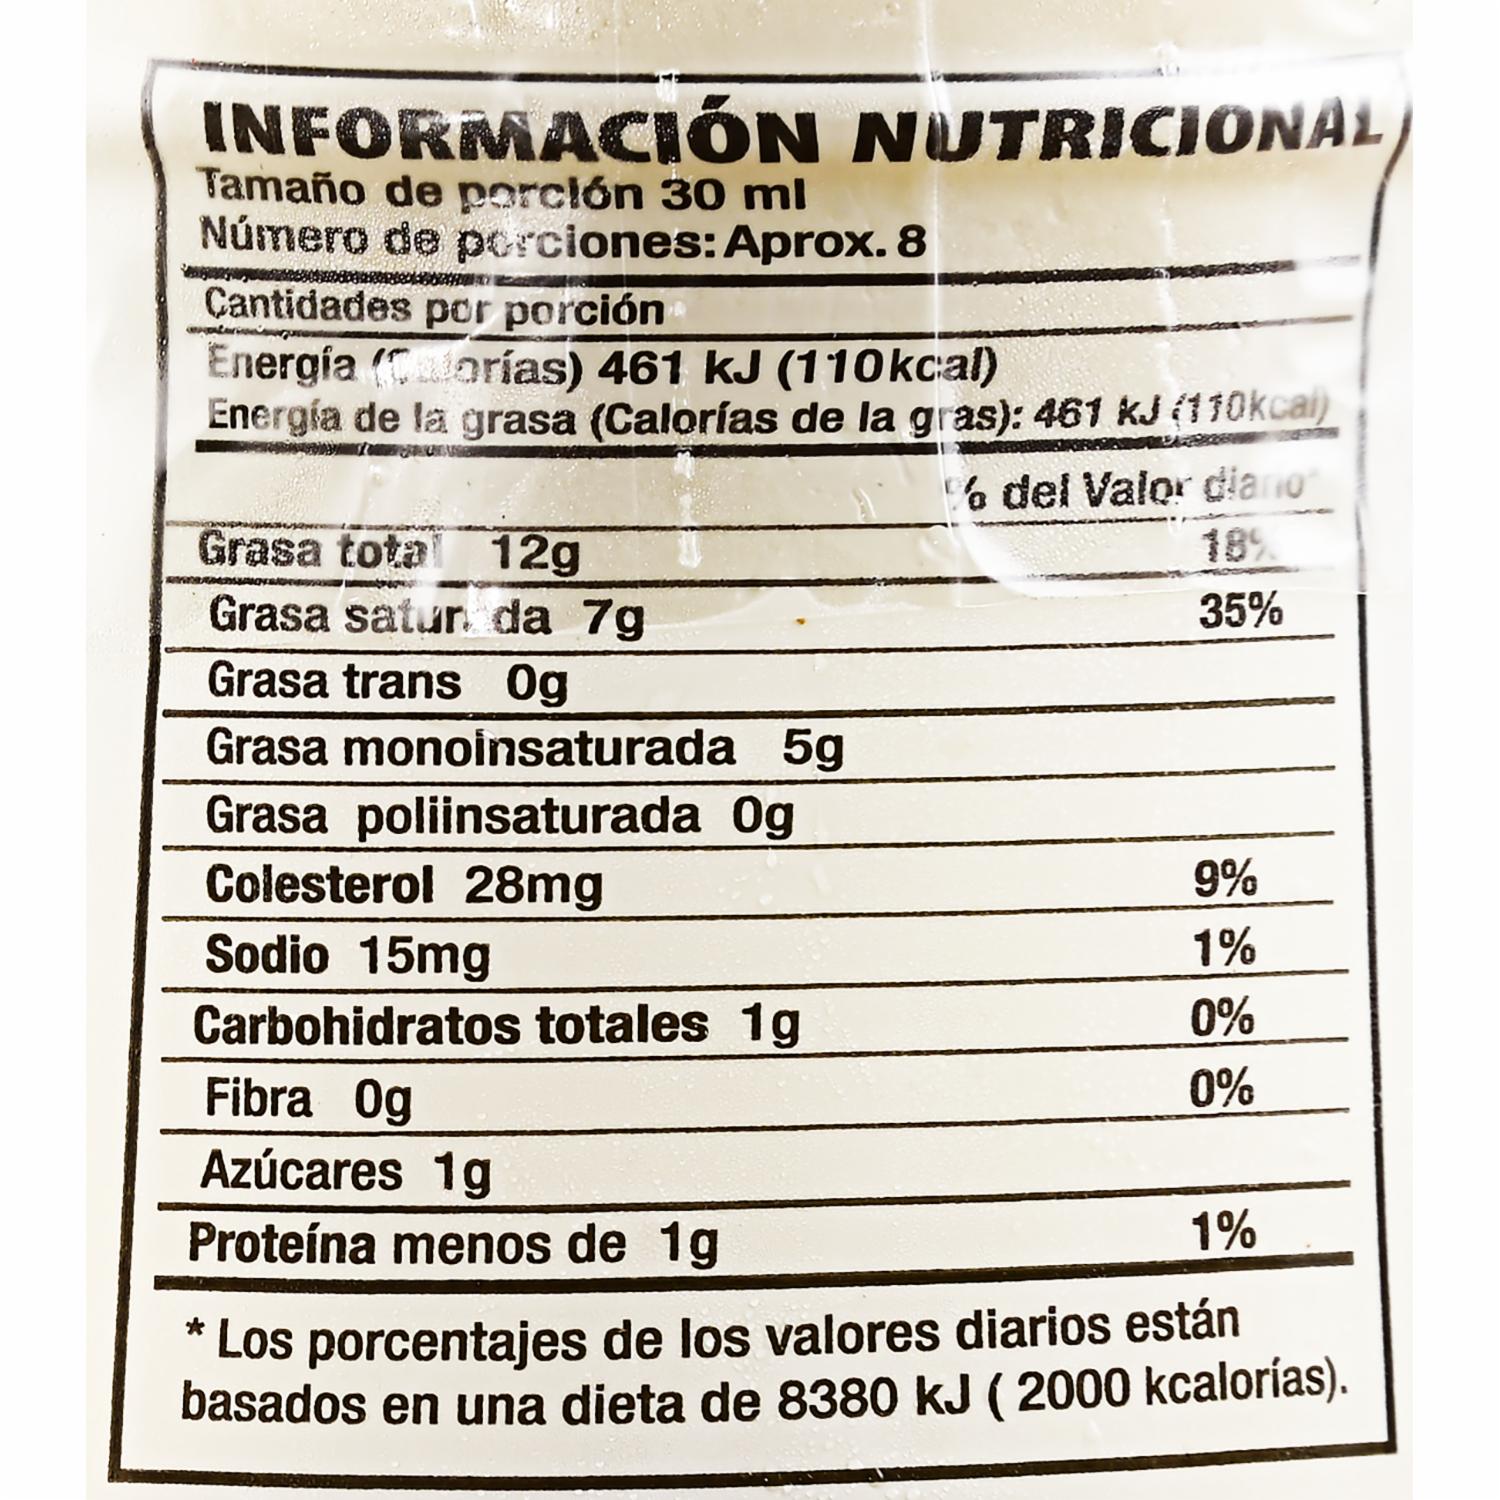 INFORMACIÓN NUTRICIONAL
Tamaño de porción 30 ml
Número de porciones: Aprox. 8
Cantidades por porción
Energía (Calorías) 461 kJ (110kcal)
Energía de la grasa (Calorías de la gras): 461 kJ (110kcal)
% del Valor diario*
Grasa total 12g 18%
Grasa saturada 7g 35%
Grasa trans 0g
Grasa monoinsaturada 5g
Grasa poliinsaturada 0g
Colesterol 28mg 9%
Sodio 15mg 1%
Carbohidratos totales 1g 0%
Fibra 0g 0%
Azúcares 1g
Proteína menos de 1g 1%
* Los porcentajes de los valores diarios están
basados en una dieta de 8380 kJ ( 2000 kcalorías).